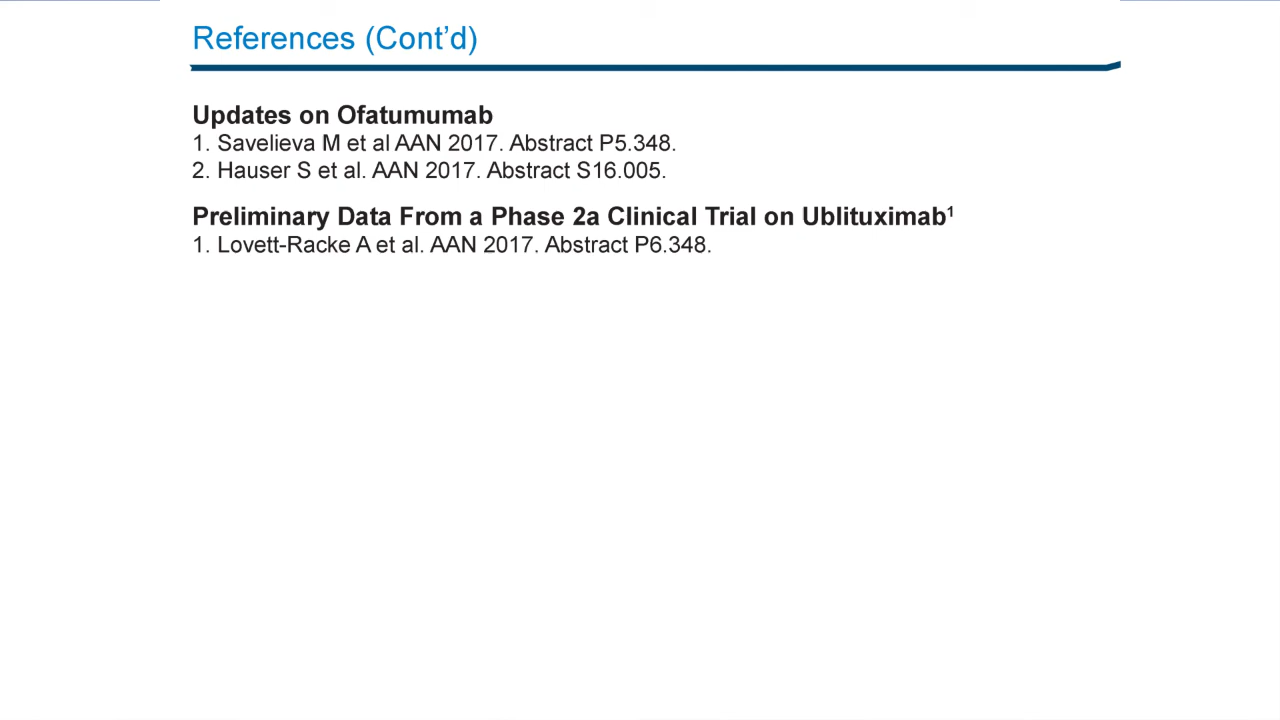 References (Cont’d)
Updates on Ofatumumab
1. Savelieva M et al AAN 2017. Abstract P5.348.
2. Hauser S et al. AAN 2017. Abstract S16.005.
Preliminary Data From a Phase 2a Clinical Trial on Ublituximab¹
1. Lovett-Racke A et al. AAN 2017. Abstract P6.348.